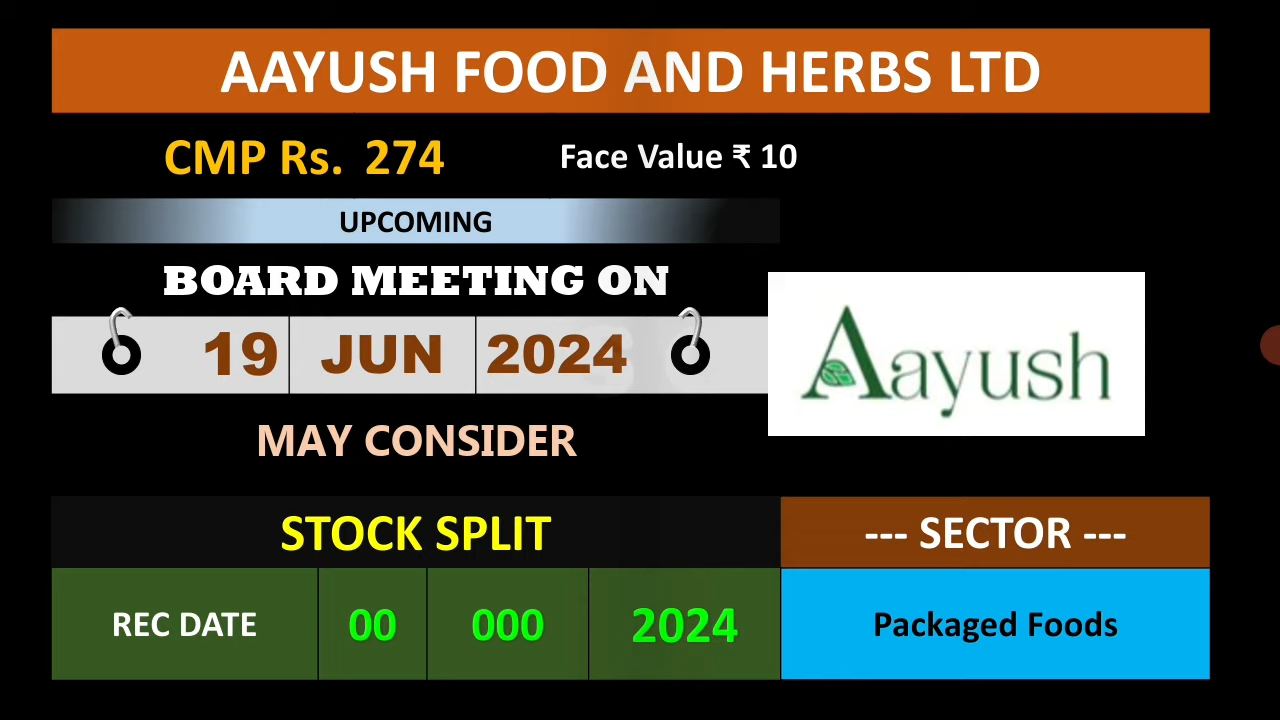 AAYUSH FOOD AND HERBS LTD
CMP Rs. 274
Face Value ₹ 10
UPCOMING
BOARD MEETING ON
19 JUN 2024
Aayush
MAY CONSIDER
STOCK SPLIT
--- SECTOR ---
REC DATE 00 000 2024
Packaged Foods